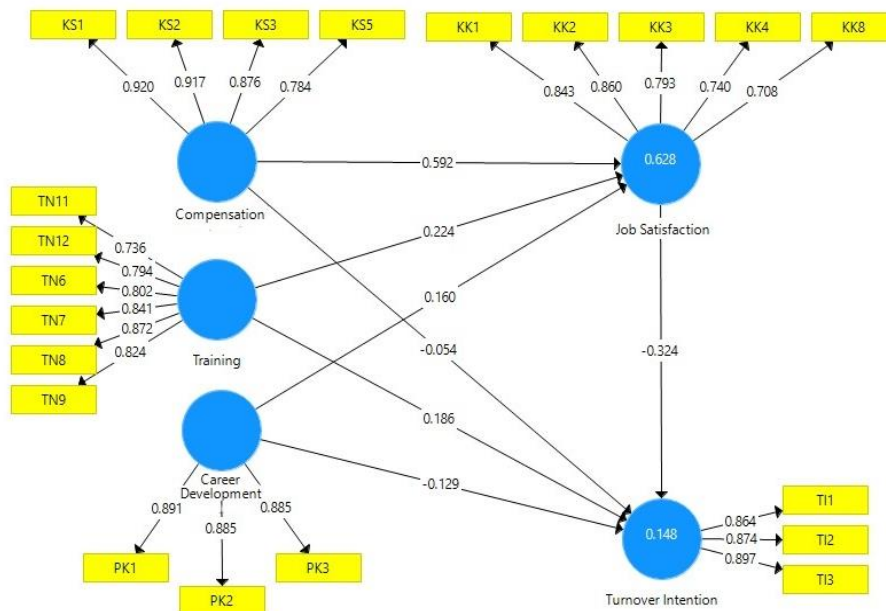 KS1
KS2
KS3
KS5
KK1
KK2
KK3
KK4
KK8
0.920
0.917
0.876
0.784
0.843
0.860
0.793
0.740
0.708
0.592
0.628
Compensation
Job Satisfaction
TN11
TN12
TN6
TN7
TN8
TN9
0.736
0.794
0.802
0.841
0.872
0.824
Training
0.224
0.160
-0.054
-0.324
0.186
-0.129
Career
Development
0.891
0.885
0.885
PK1
PK2
PK3
0.148
Turnover Intention
0.864
0.874
0.897
TI1
TI2
TI3